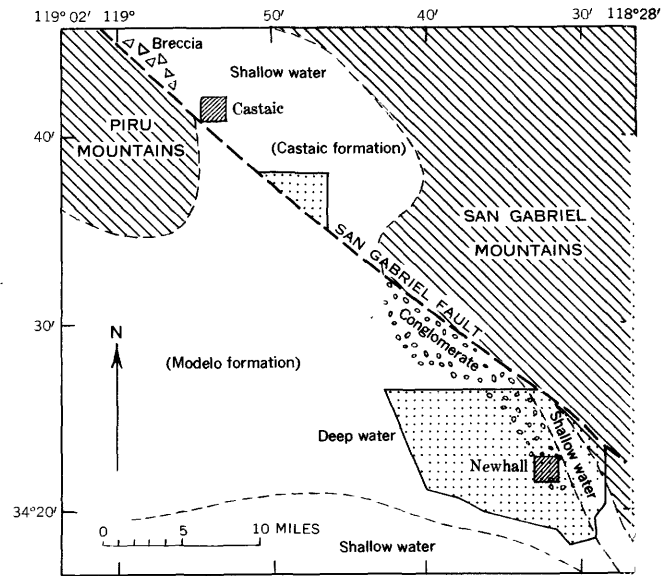 119° 02′ 119° 50′ 40′ 30′ 118° 28′
Breccia
Shallow water
Castaic
PIRU
MOUNTAINS
40′
(Castaic formation)
SAN GABRIEL
MOUNTAINS
SAN GABRIEL FAULT
30′
Conglomerate
N
(Modelo formation)
Deep water
Shallow water
Newhall
34° 20′
0 5 10 MILES
Shallow water